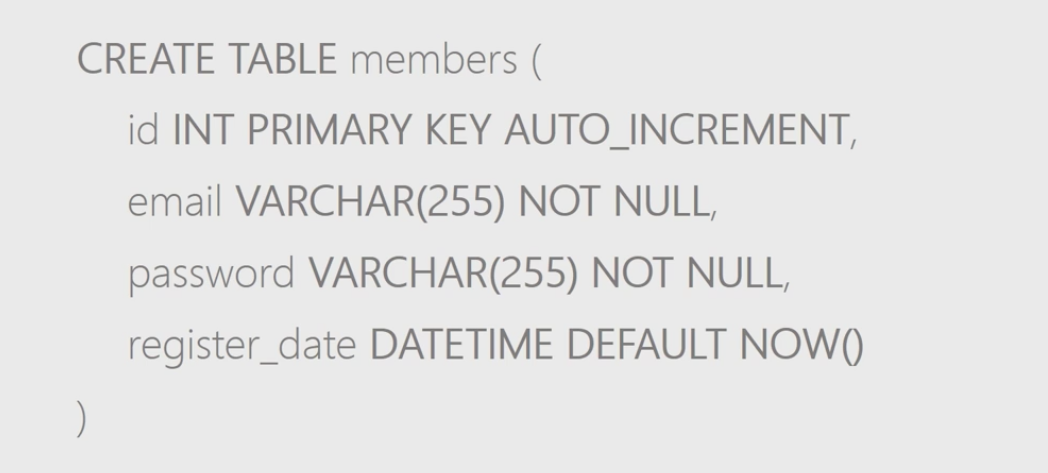 CREATE TABLE members (
id INT PRIMARY KEY AUTO_INCREMENT,
email VARCHAR(255) NOT NULL,
password VARCHAR(255) NOT NULL,
register_date DATETIME DEFAULT NOW()
)